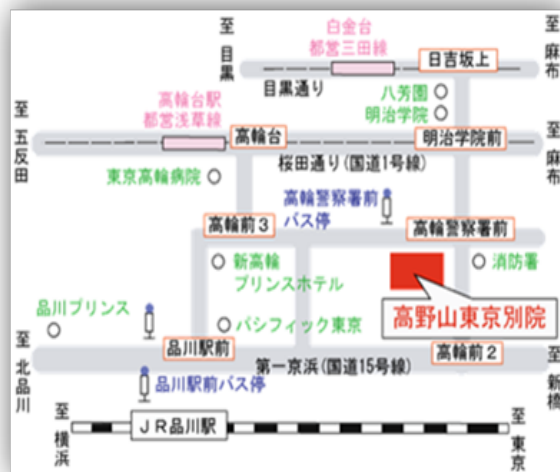 至目黒
白金台
都営三田線
日吉坂上
至麻布
目黒通り
八芳園
明治学院
至五反田
高輪台駅
都営浅草線
高輪台
明治学院前
至麻布
桜田通り(国道1号線)
東京高輪病院
高輪警察署前
バス停
高輪前3
高輪警察署前
新高輪
プリンスホテル
消防署
高野山東京別院
品川プリンス
パシフィック東京
至北品川
品川駅前
第一京浜(国道15号線)
高輪前2
至新橋
品川駅前バス停
至横浜
JR品川駅
至東京